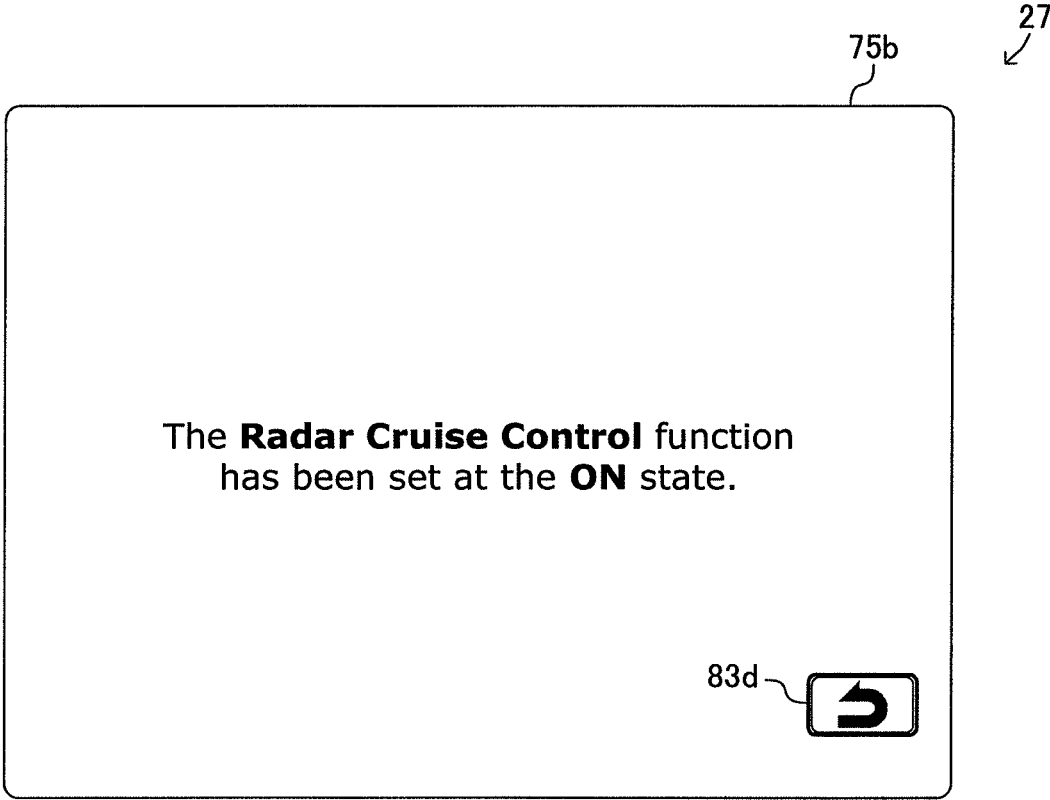 27
75b
The Radar Cruise Control function
has been set at the ON state.
83d